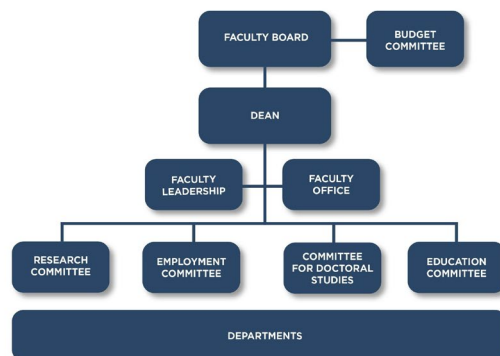 FACULTY BOARD
BUDGET
COMMITTEE
DEAN
FACULTY
LEADERSHIP
FACULTY
OFFICE
RESEARCH
COMMITTEE
EMPLOYMENT
COMMITTEE
COMMITTEE
FOR DOCTORAL
STUDIES
EDUCATION
COMMITTEE
DEPARTMENTS